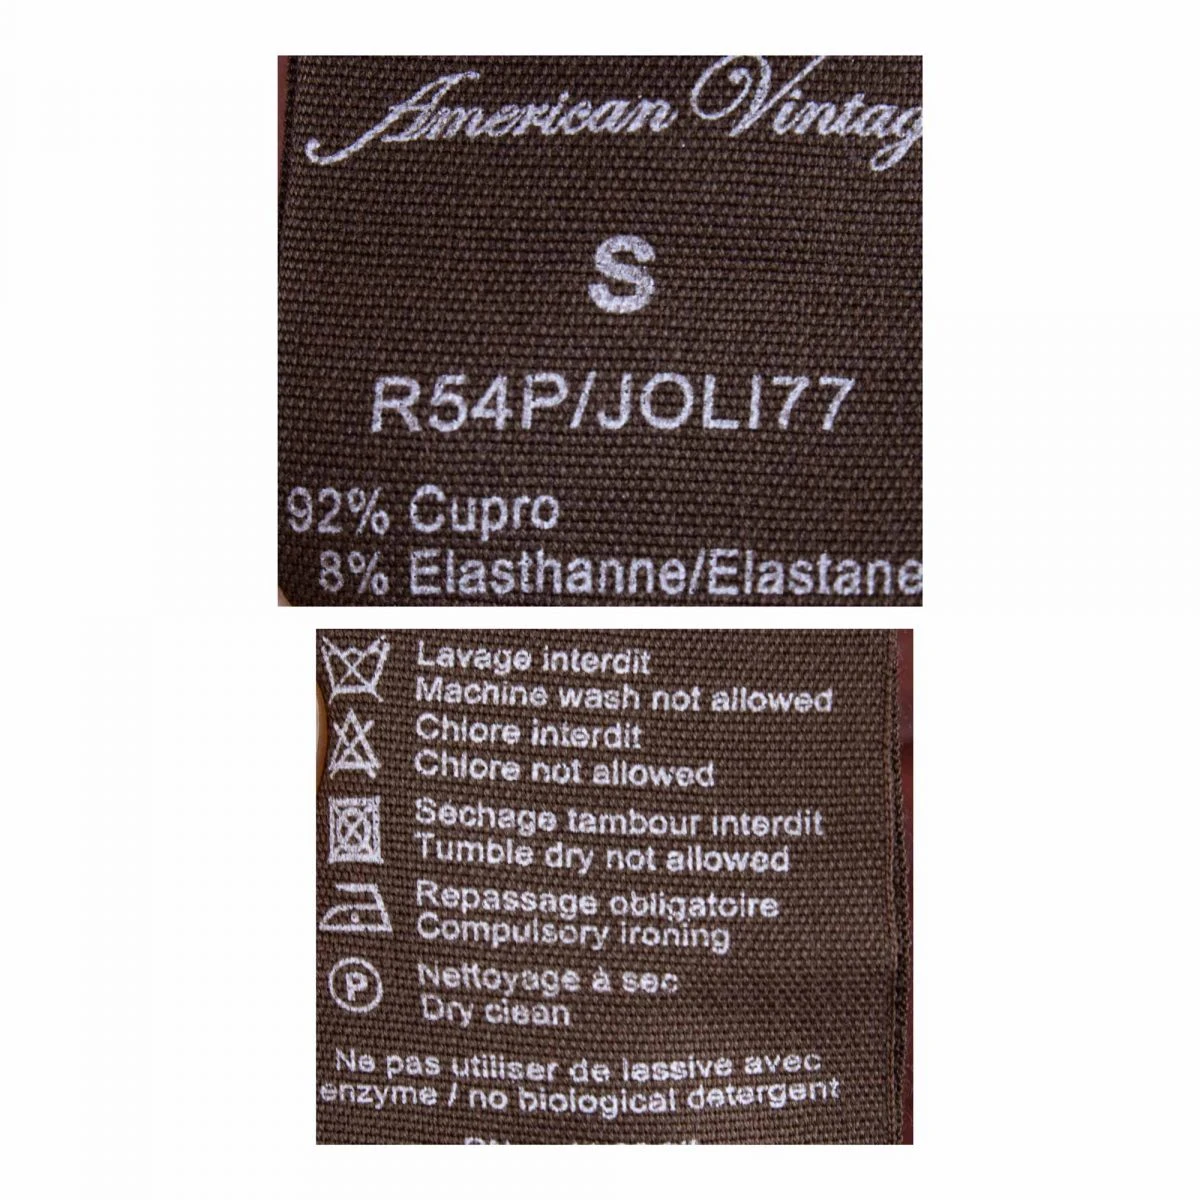 American Vintag
S
R54P/JOLI77
92% Cupro
8% Elasthanne/Elastane
Lavage interdit
Machine wash not allowed
Chlore interdit
Chlore not allowed
Séchage tambour interdit
Tumble dry not allowed
Repassage obligatoire
Compulsory ironing
P
Nettoyage à sec
Dry clean
Ne pas utiliser de lessive avec
enzyme / no biological detergent